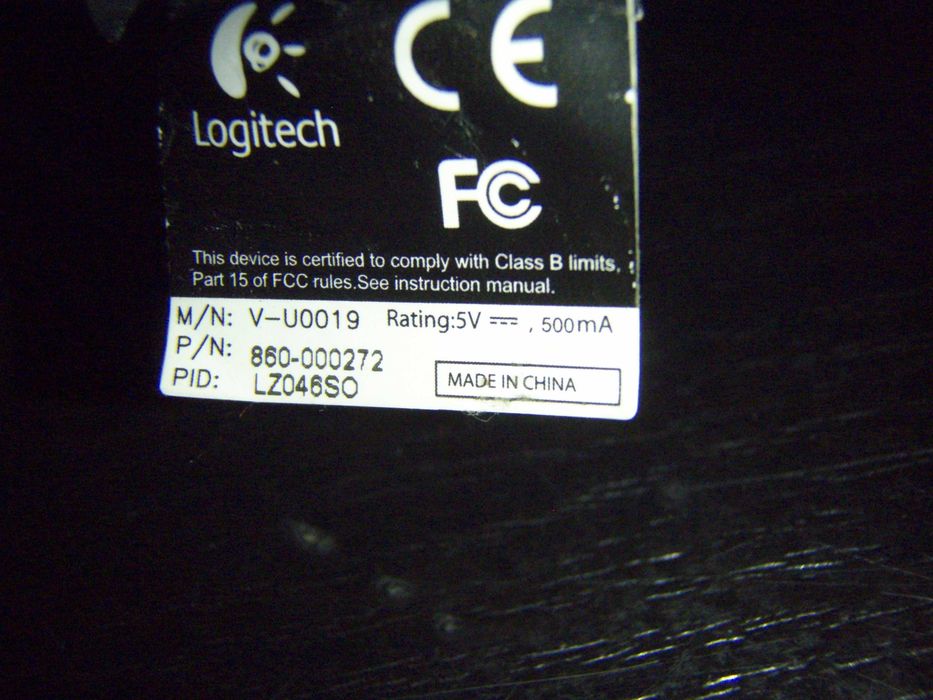 CE
Logitech
FC
This device is certified to comply with Class B limits,
Part 15 of FCC rules.See instruction manual.
M/N: V-U0019 Rating:5V ⎓ , 500mA
P/N: 860-000272
PID: LZ046SO
MADE IN CHINA